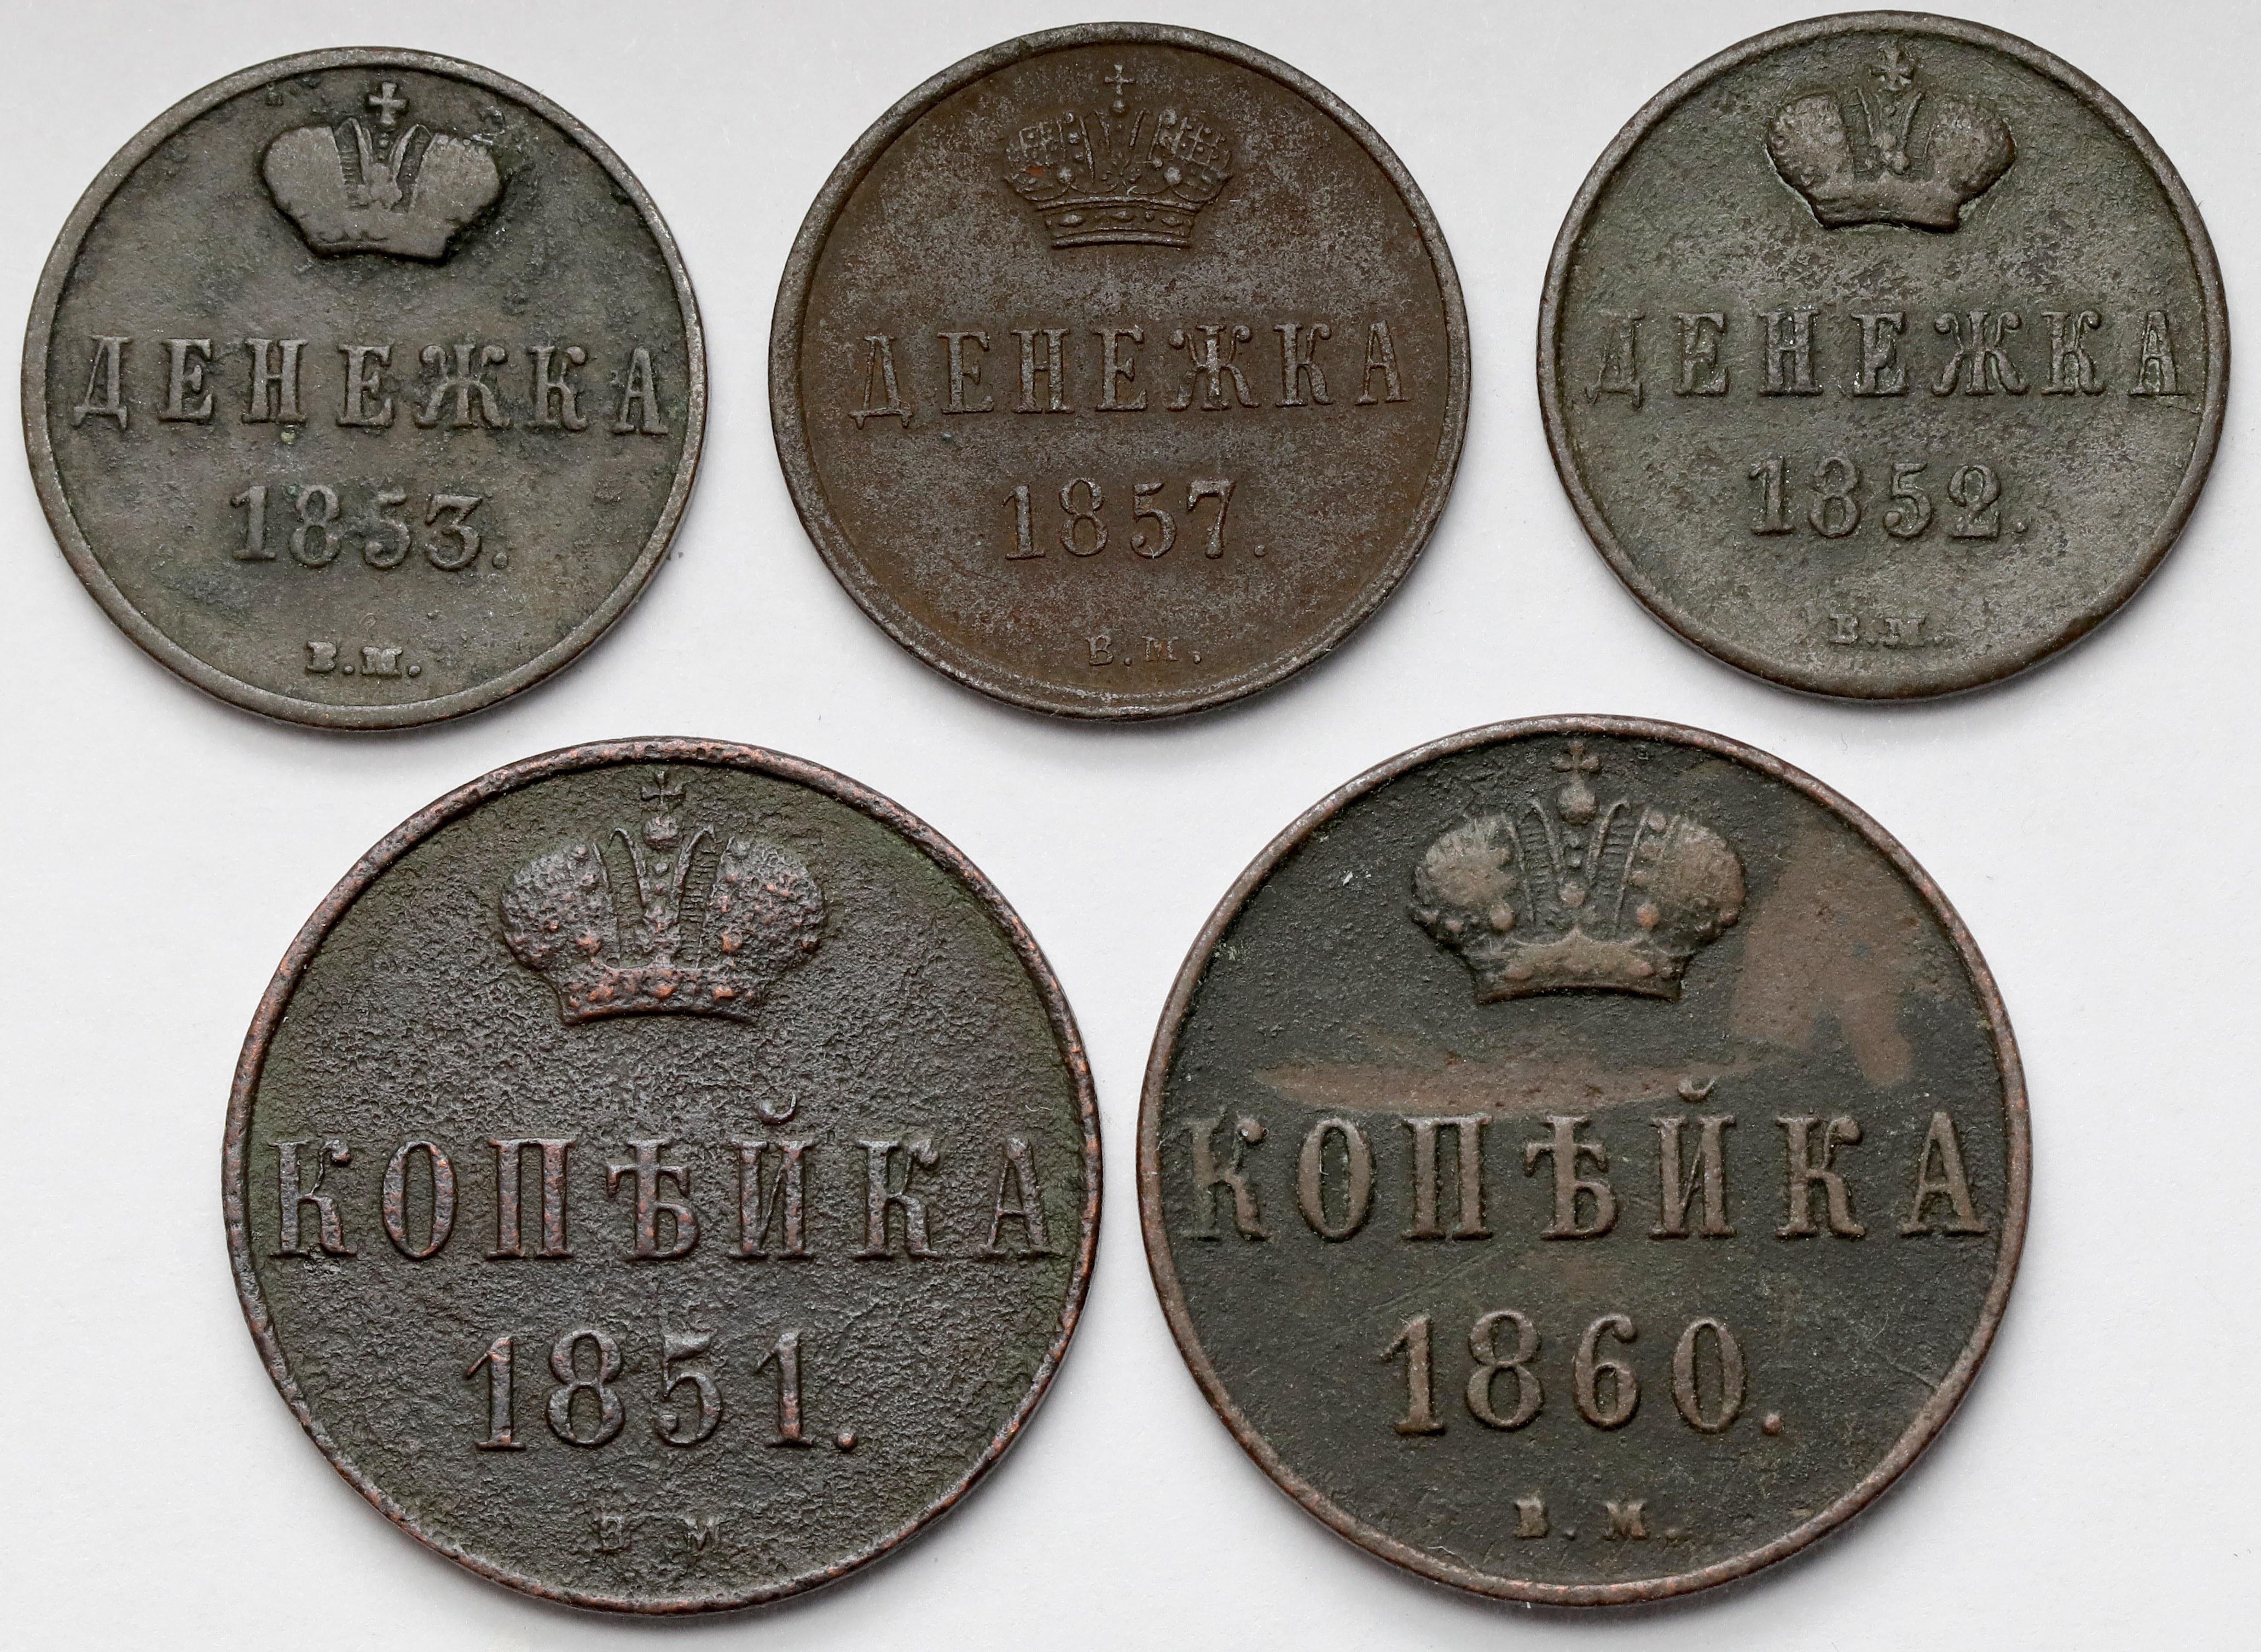 ДЕНЕЖКА
1853.
В.М.
ДЕНЕЖКА
1857.
В.М.
ДЕНЕЖКА
1852.
В.М.
КОПѢЙКА
1851.
В М
КОПѢЙКА
1860.
В.М.